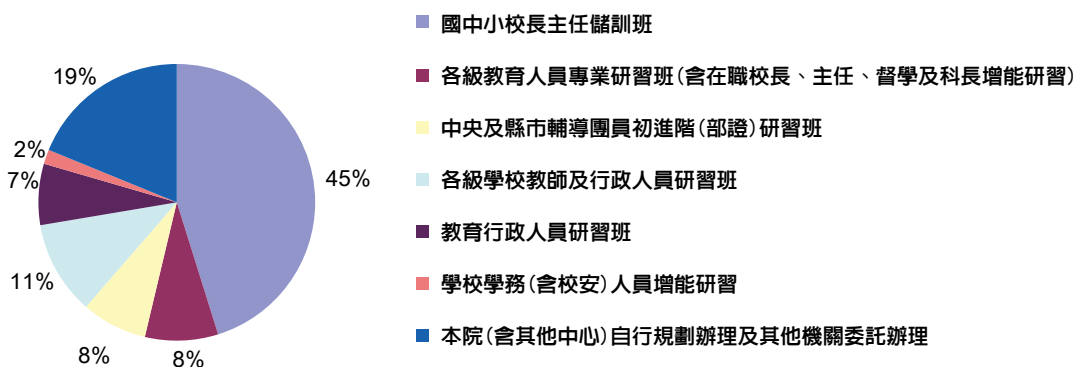 國中小校長主任儲訓班
各級教育人員專業研習班(含在職校長、主任、督學及科長增能研習)
中央及縣市輔導團員初進階(部證)研習班
各級學校教師及行政人員研習班
教育行政人員研習班
學校學務(含校安)人員增能研習
本院(含其他中心)自行規劃辦理及其他機關委託辦理
19%
2%
7%
11%
8%
8%
45%